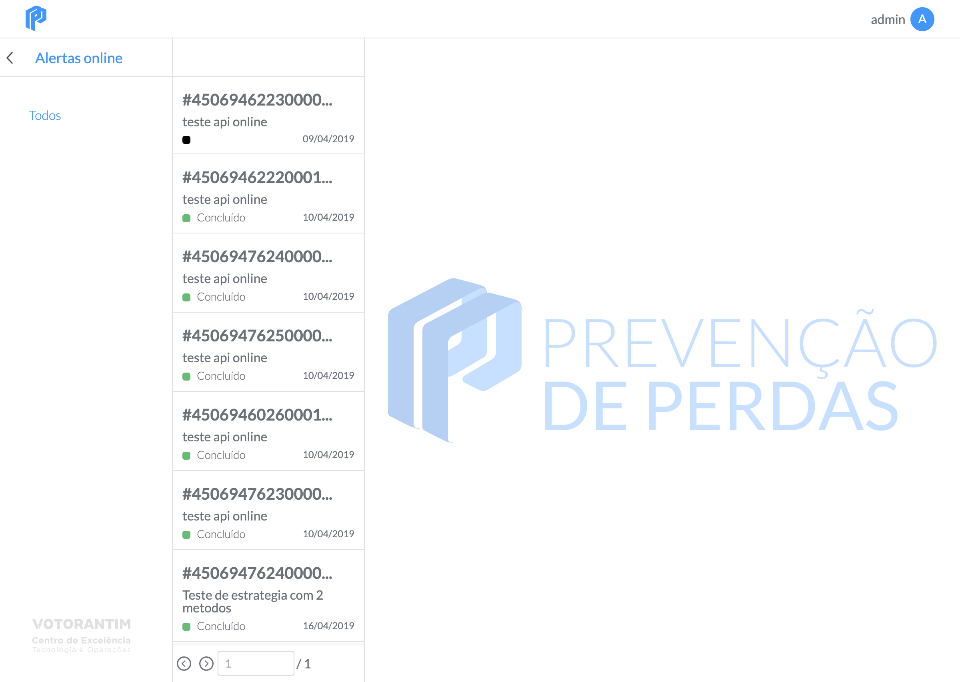 admin
A
Alertas online
Todos
#45069462230000...
teste api online
09/04/2019
#45069462220001...
teste api online
Concluído
10/04/2019
#45069476240000...
teste api online
Concluído
10/04/2019
#45069476250000...
teste api online
Concluído
10/04/2019
#45069460260001...
teste api online
Concluído
10/04/2019
#45069476230000...
teste api online
Concluído
10/04/2019
#45069476240000...
Teste de estrategia com 2
metodos
Concluído
16/04/2019
1 / 1
PREVENÇÃO
DE PERDAS
VOTORANTIM
Centro de Excelência
Tecnologia e Operações